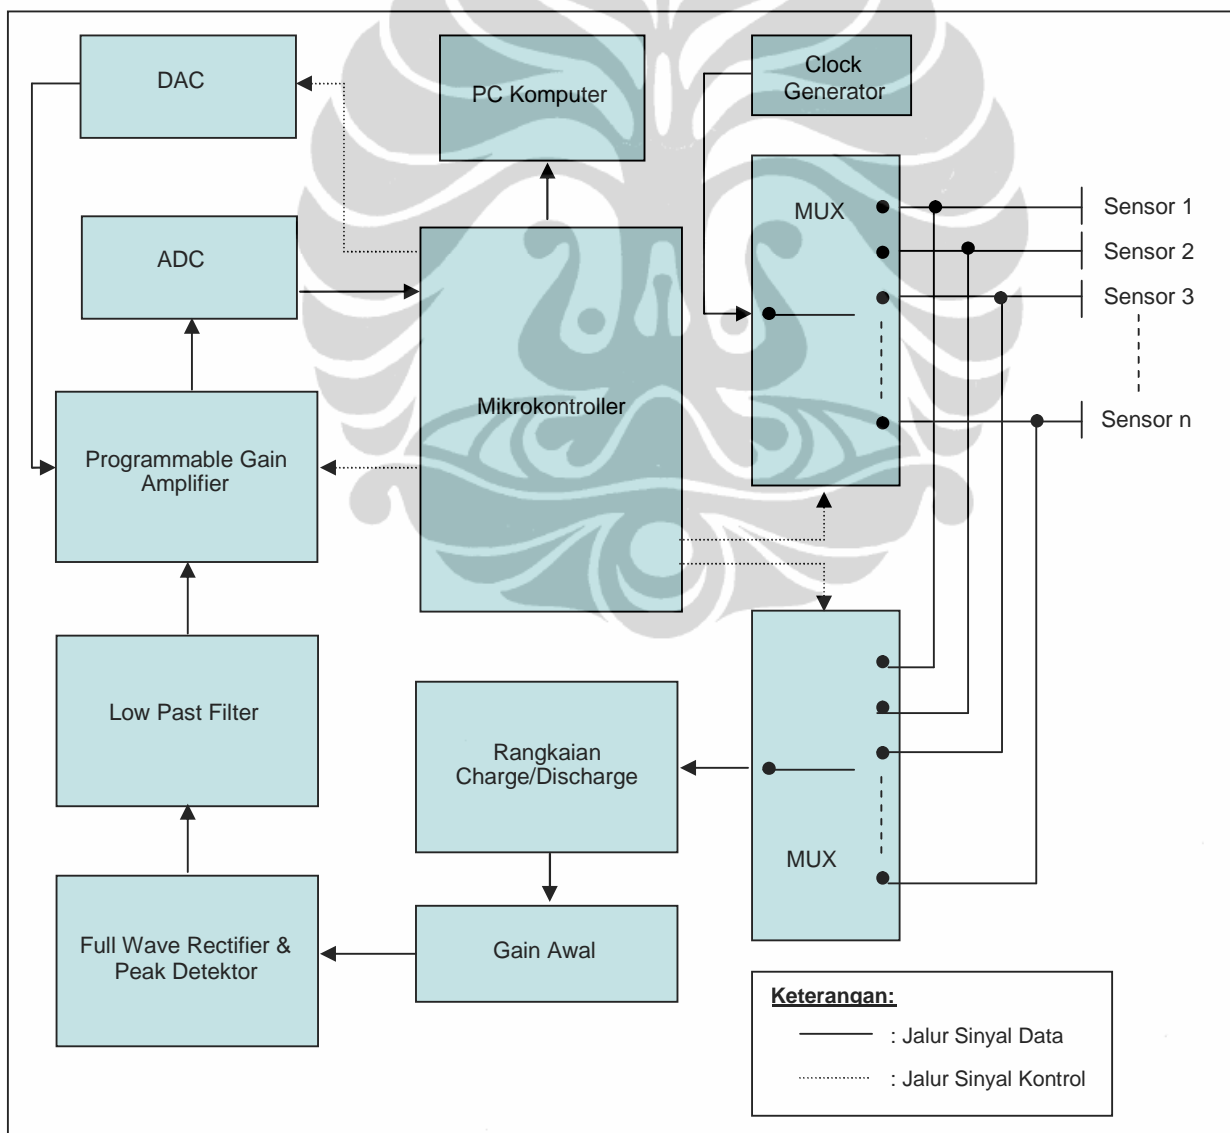 DAC
PC Komputer
Clock
Generator
MUX
Sensor 1
Sensor 2
Sensor 3
Sensor n
ADC
Mikrokontroller
Programmable Gain
Amplifier
Low Past Filter
Rangkaian
Charge/Discharge
MUX
Full Wave Rectifier &
Peak Detektor
Gain Awal
Keterangan:
: Jalur Sinyal Data
: Jalur Sinyal Kontrol